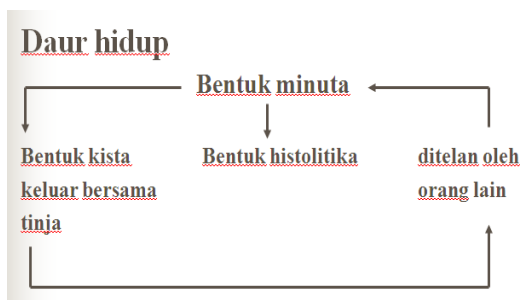 Daur hidup
Bentuk minuta
Bentuk kista
keluar bersama
tinja
Bentuk histolitika
ditelan oleh
orang lain